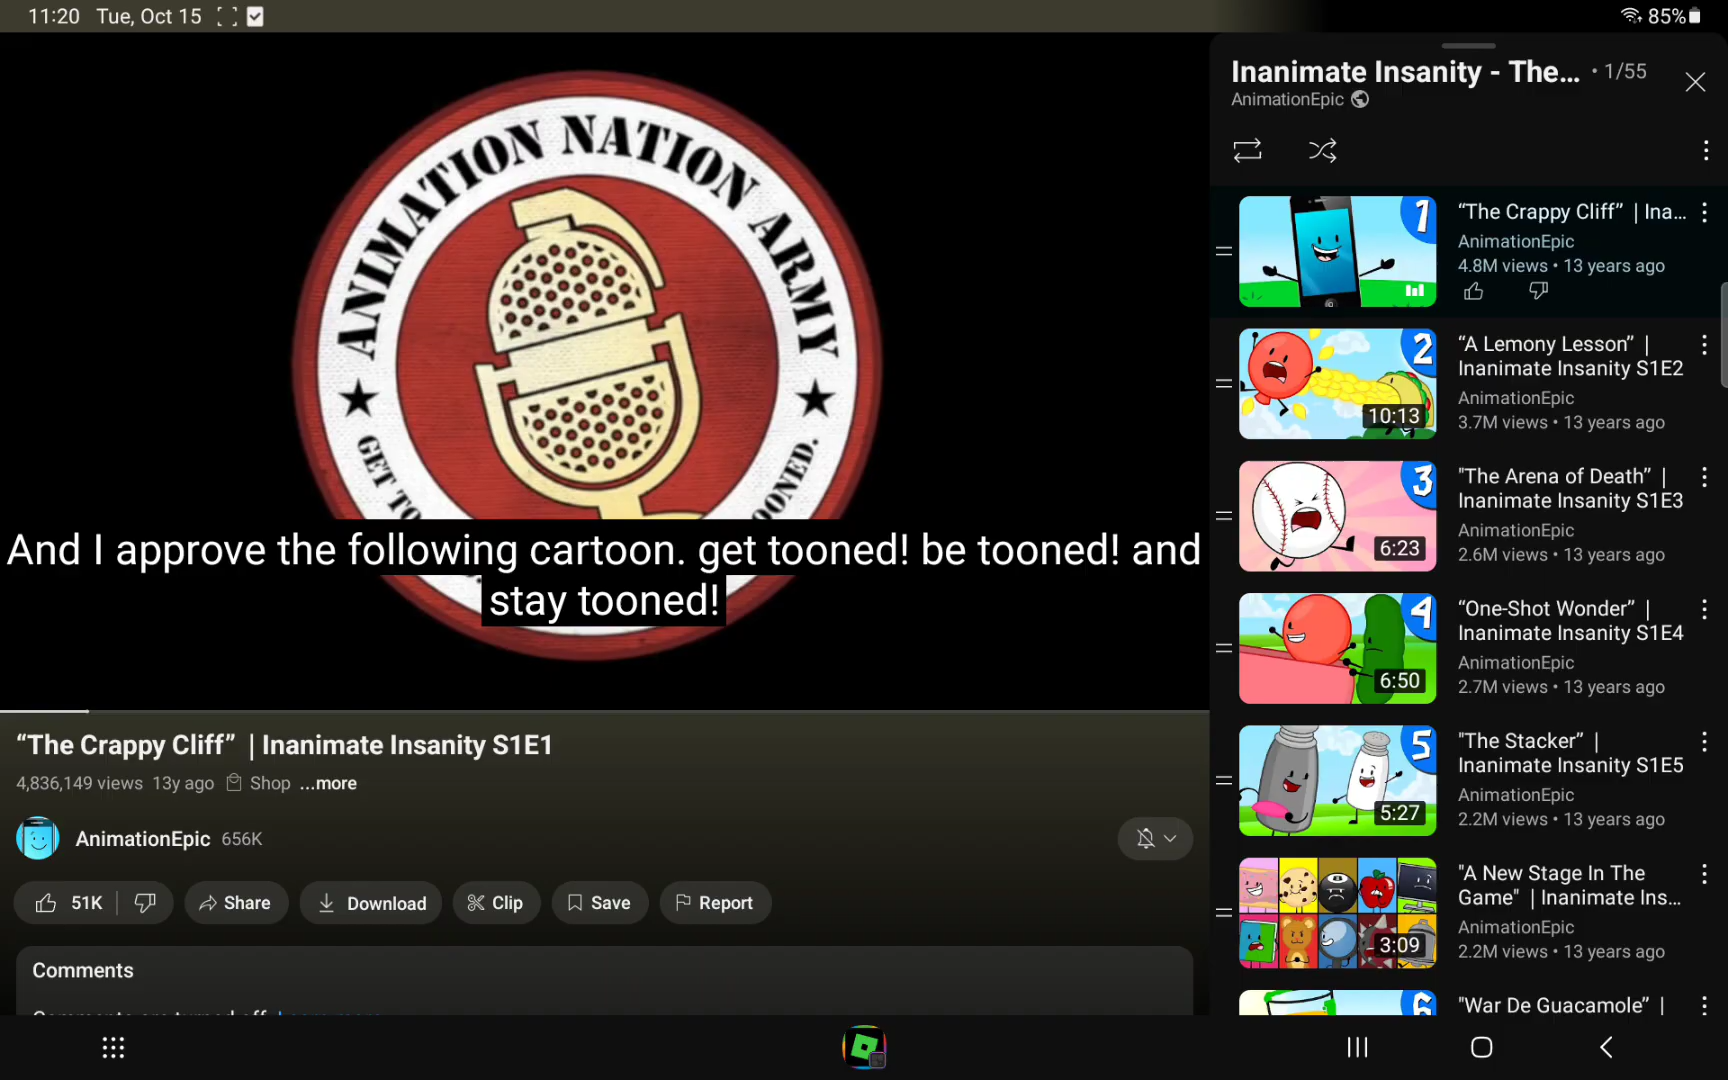 11:20 Tue, Oct 15
85%
ANIMATION NATION ARMY
GET TO
OONED.
And I approve the following cartoon. get tooned! be tooned! and
stay tooned!
“The Crappy Cliff” | Inanimate Insanity S1E1
4,836,149 views 13y ago Shop ...more
AnimationEpic 656K
51K
Share
Download
Clip
Save
Report
Comments
Inanimate Insanity - The... • 1/55
AnimationEpic
1
“The Crappy Cliff” | Ina...
AnimationEpic
4.8M views • 13 years ago
2
10:13
“A Lemony Lesson” |
Inanimate Insanity S1E2
AnimationEpic
3.7M views • 13 years ago
3
6:23
"The Arena of Death” |
Inanimate Insanity S1E3
AnimationEpic
2.6M views • 13 years ago
4
6:50
“One-Shot Wonder” |
Inanimate Insanity S1E4
AnimationEpic
2.7M views • 13 years ago
5
5:27
"The Stacker” |
Inanimate Insanity S1E5
AnimationEpic
2.2M views • 13 years ago
3:09
"A New Stage In The
Game" | Inanimate Ins...
AnimationEpic
2.2M views • 13 years ago
6
"War De Guacamole” |